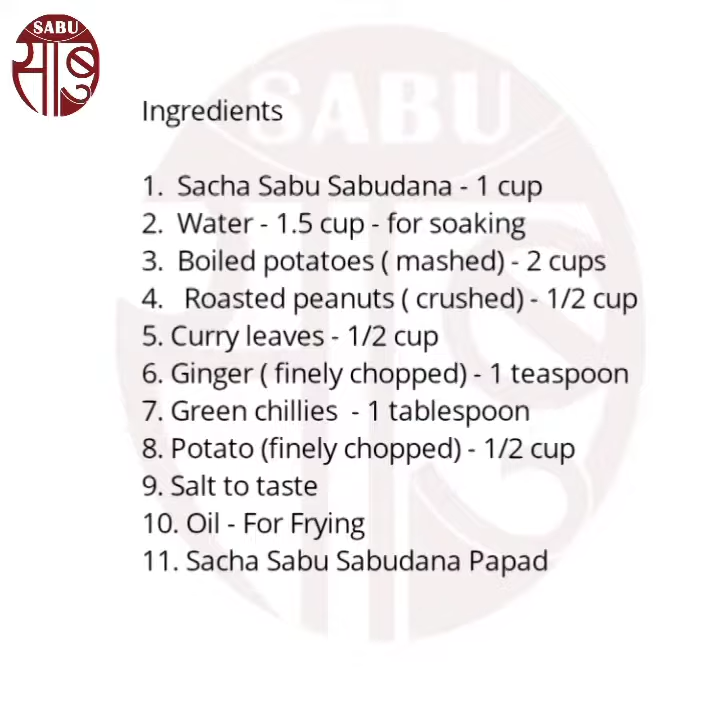 SABU
साबु
Ingredients
SABU
1. Sacha Sabu Sabudana - 1 cup
2. Water - 1.5 cup - for soaking
3. Boiled potatoes ( mashed) - 2 cups
4. Roasted peanuts ( crushed) - 1/2 cup
5. Curry leaves - 1/2 cup
6. Ginger ( finely chopped) - 1 teaspoon
7. Green chillies - 1 tablespoon
8. Potato (finely chopped) - 1/2 cup
9. Salt to taste
10. Oil - For Frying
11. Sacha Sabu Sabudana Papad